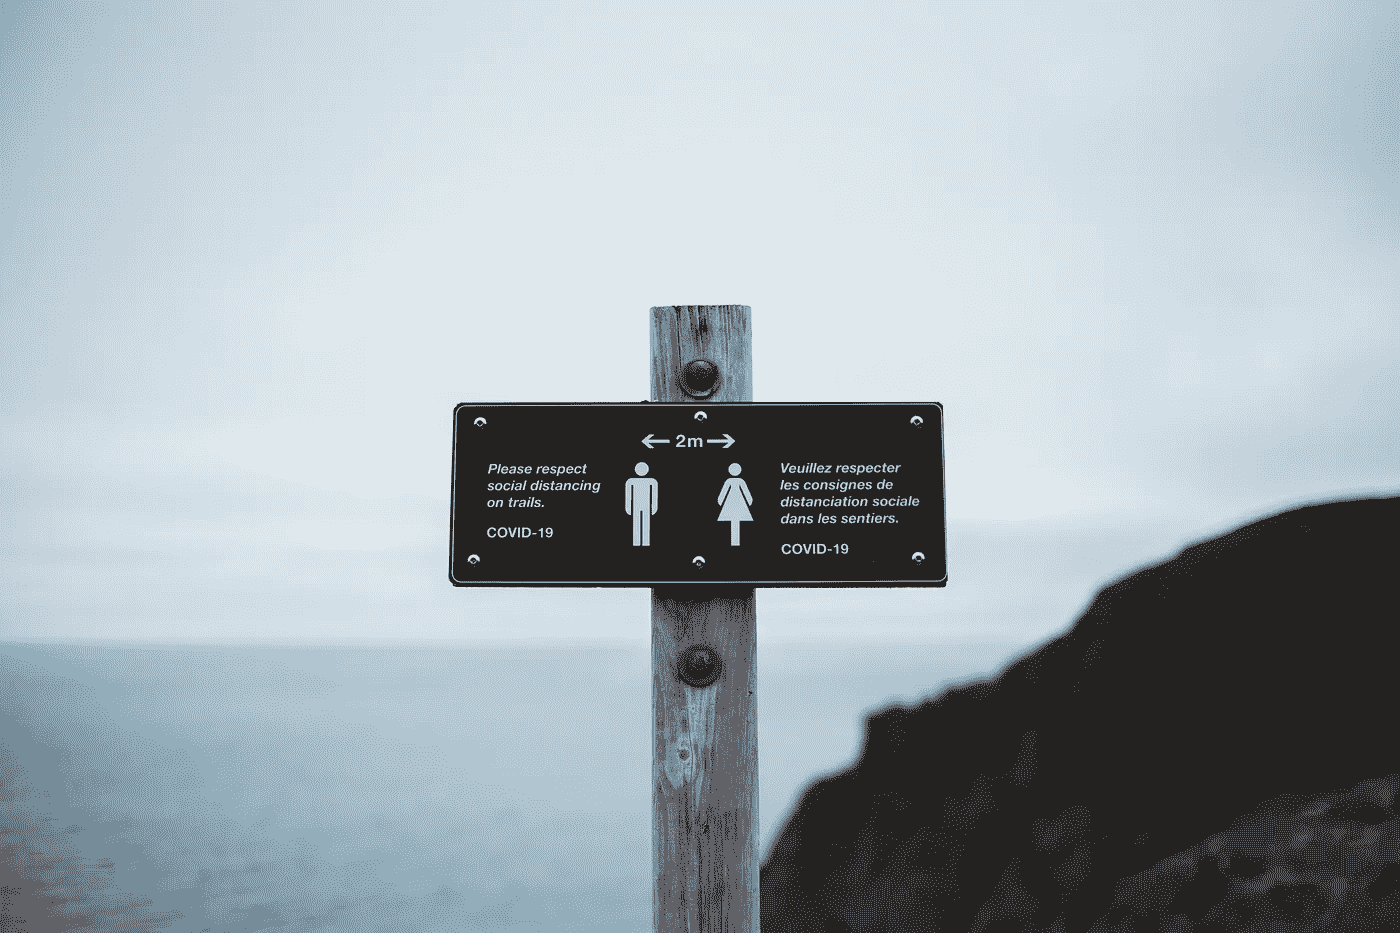 2m
Please respect
social distancing
on trails.
COVID-19
Veuillez respecter
les consignes de
distanciation sociale
dans les sentiers.
COVID-19